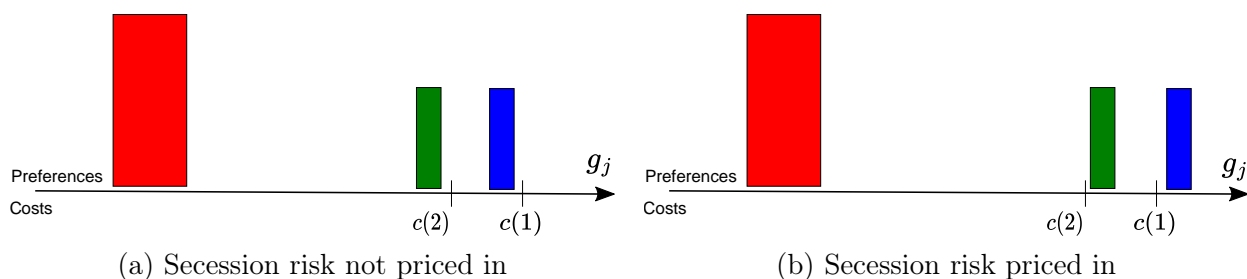 g_j
Preferences
Costs
c(2)
c(1)
(a) Secession risk not priced in
g_j
Preferences
Costs
c(2)
c(1)
(b) Secession risk priced in